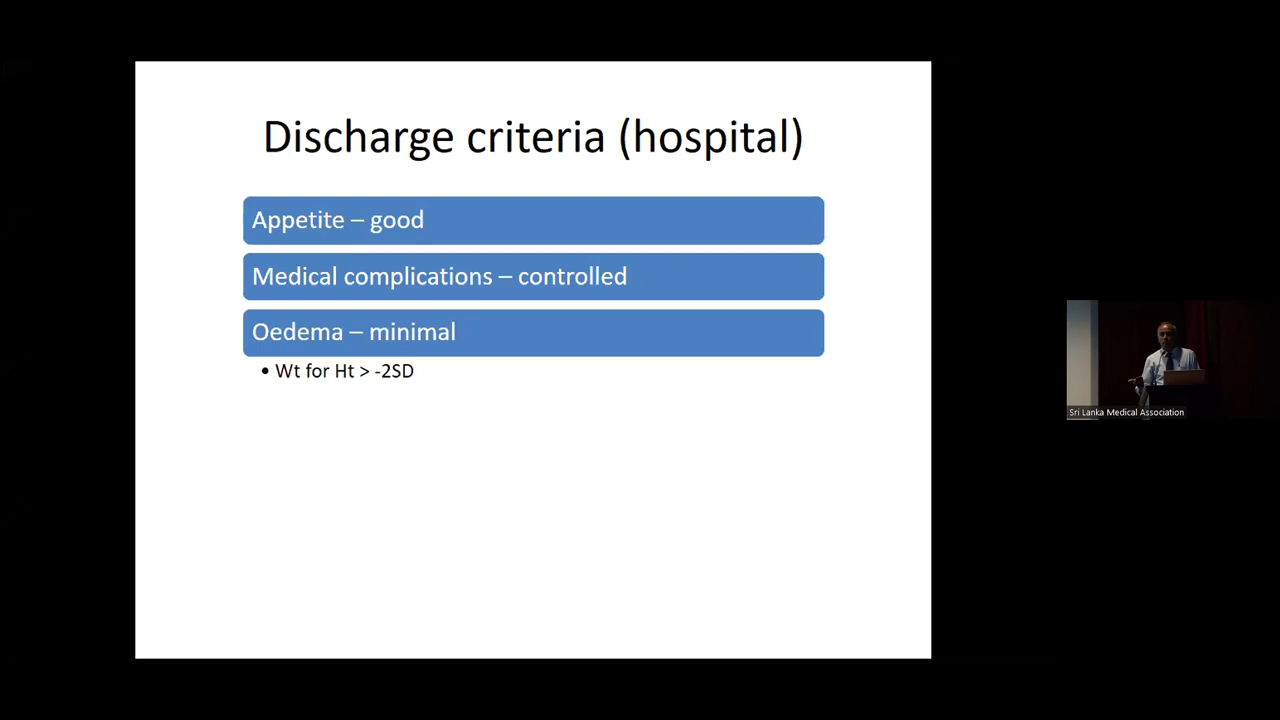 Discharge criteria (hospital)
Appetite – good
Medical complications – controlled
Oedema – minimal
• Wt for Ht > -2SD
Sri Lanka Medical Association